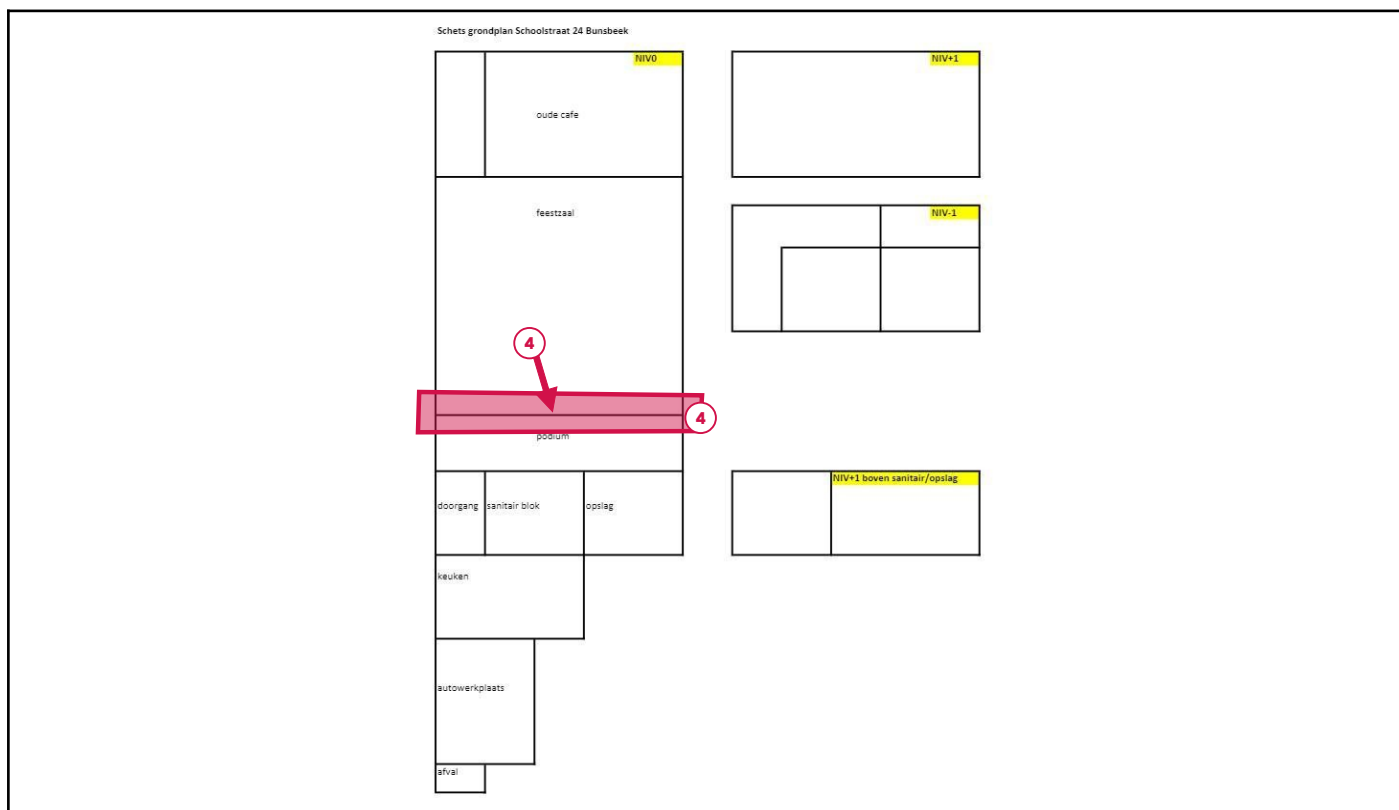 Schets grondplan Schoolstraat 24 Bunsbeek
NIV0
NIV+1
oude cafe
feestzaal
NIV-1
4
4
podium
NIV+1 boven sanitair/opslag
doorgang
sanitair blok
opslag
keuken
autowerkplaats
afval